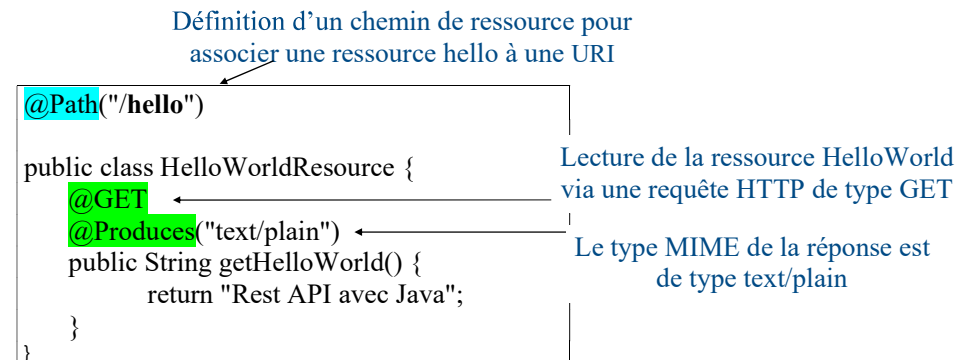 Définition d’un chemin de ressource pour
associer une ressource hello à une URI
@Path("/hello")
public class HelloWorldResource {
@GET
@Produces("text/plain")
public String getHelloWorld() {
return "Rest API avec Java";
}
}
Lecture de la ressource HelloWorld
via une requête HTTP de type GET
Le type MIME de la réponse est
de type text/plain